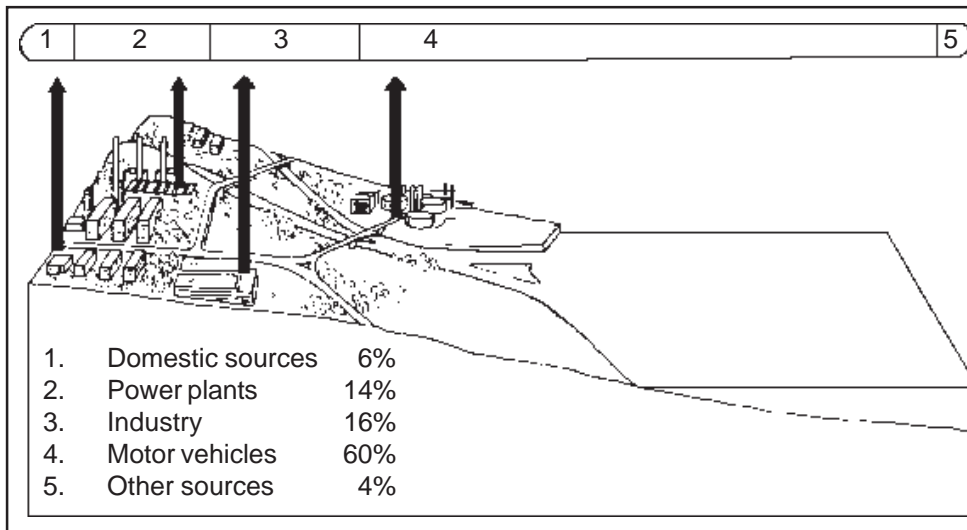 1 2 3 4 5
1. Domestic sources 6%
2. Power plants 14%
3. Industry 16%
4. Motor vehicles 60%
5. Other sources 4%